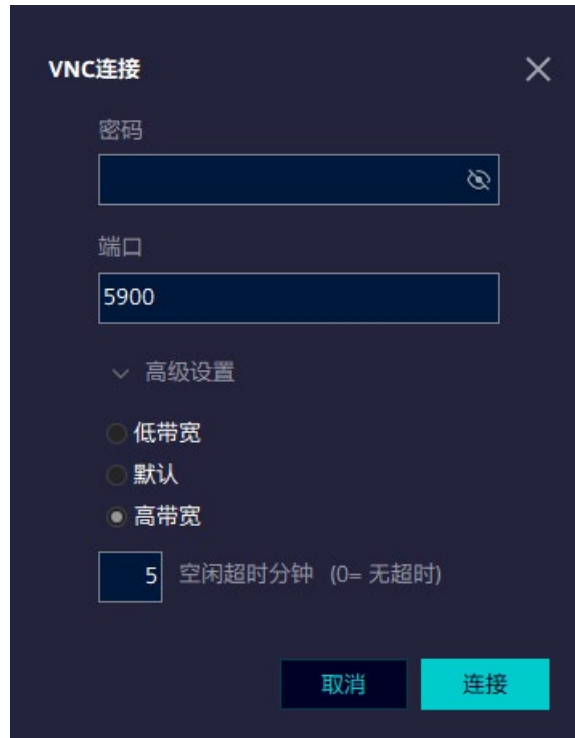 VNC连接
密码
端口
5900
高级设置
低带宽
默认
高带宽
5 空闲超时分钟 (0= 无超时)
取消 连接